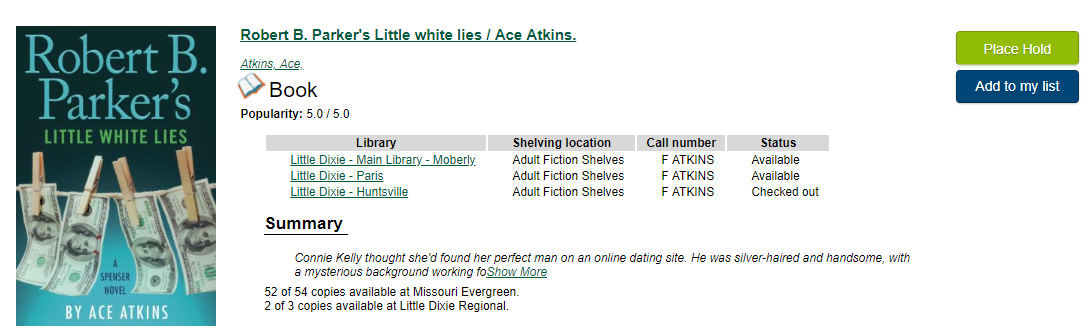 Robert B.
Parker's
LITTLE WHITE LIES
A
SPENSER
NOVEL
BY ACE ATKINS
Robert B. Parker's Little white lies / Ace Atkins.
Atkins, Ace,
Book
Popularity: 5.0 / 5.0
Library Shelving location Call number Status
Little Dixie - Main Library - Moberly Adult Fiction Shelves F ATKINS Available
Little Dixie - Paris Adult Fiction Shelves F ATKINS Available
Little Dixie - Huntsville Adult Fiction Shelves F ATKINS Checked out
Summary
Connie Kelly thought she'd found her perfect man on an online dating site. He was silver-haired and handsome, with
a mysterious background working foShow More
52 of 54 copies available at Missouri Evergreen.
2 of 3 copies available at Little Dixie Regional.
Place Hold
Add to my list